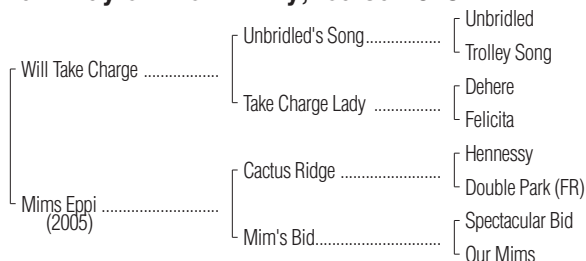 Unbridled
Unbridled's Song..................
Trolley Song
Will Take Charge ..................
Dehere
Take Charge Lady ................
Felicita
Hennessy
Cactus Ridge ........................
Double Park (FR)
Mims Eppi ............................
(2005)
Spectacular Bid
Mim's Bid..............................
Our Mims